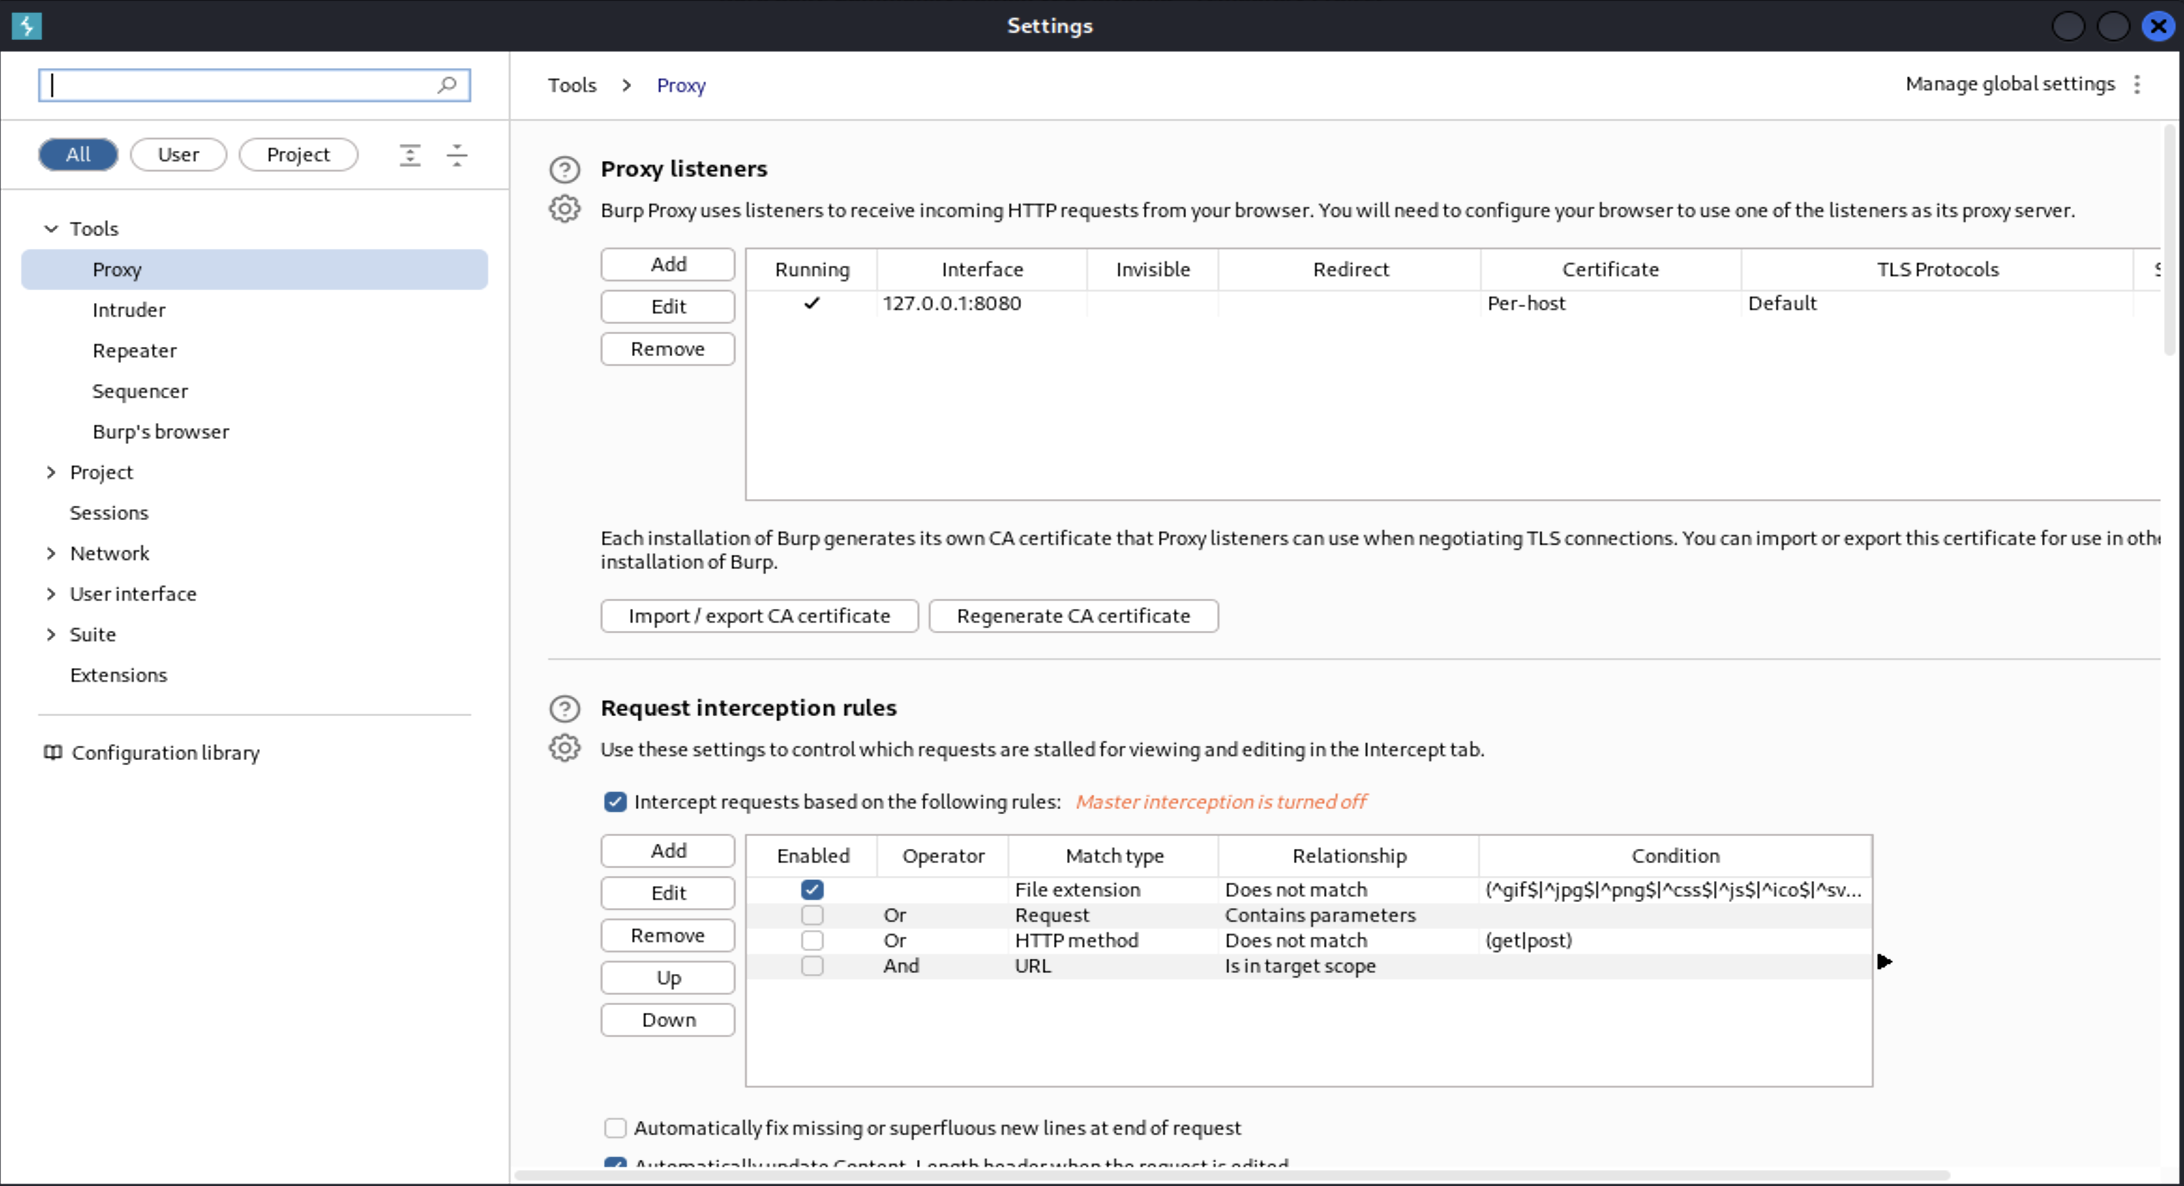 Settings
Tools > Proxy
Manage global settings
All User Project
Tools
Proxy
Intruder
Repeater
Sequencer
Burp's browser
Project
Sessions
Network
User interface
Suite
Extensions
Configuration library
Proxy listeners
Burp Proxy uses listeners to receive incoming HTTP requests from your browser. You will need to configure your browser to use one of the listeners as its proxy server.
Add
Edit
Remove
Running Interface Invisible Redirect Certificate TLS Protocols
127.0.0.1:8080 Per-host Default
Each installation of Burp generates its own CA certificate that Proxy listeners can use when negotiating TLS connections. You can import or export this certificate for use in othe
installation of Burp.
Import / export CA certificate Regenerate CA certificate
Request interception rules
Use these settings to control which requests are stalled for viewing and editing in the Intercept tab.
Intercept requests based on the following rules: Master interception is turned off
Add
Edit
Remove
Up
Down
Enabled Operator Match type Relationship Condition
File extension Does not match (^gif$|^jpg$|^png$|^css$|^js$|^ico$|^sv...
Or Request Contains parameters
Or HTTP method Does not match (get|post)
And URL Is in target scope
Automatically fix missing or superfluous new lines at end of request
Automatically update Content-Length header when the request is edited